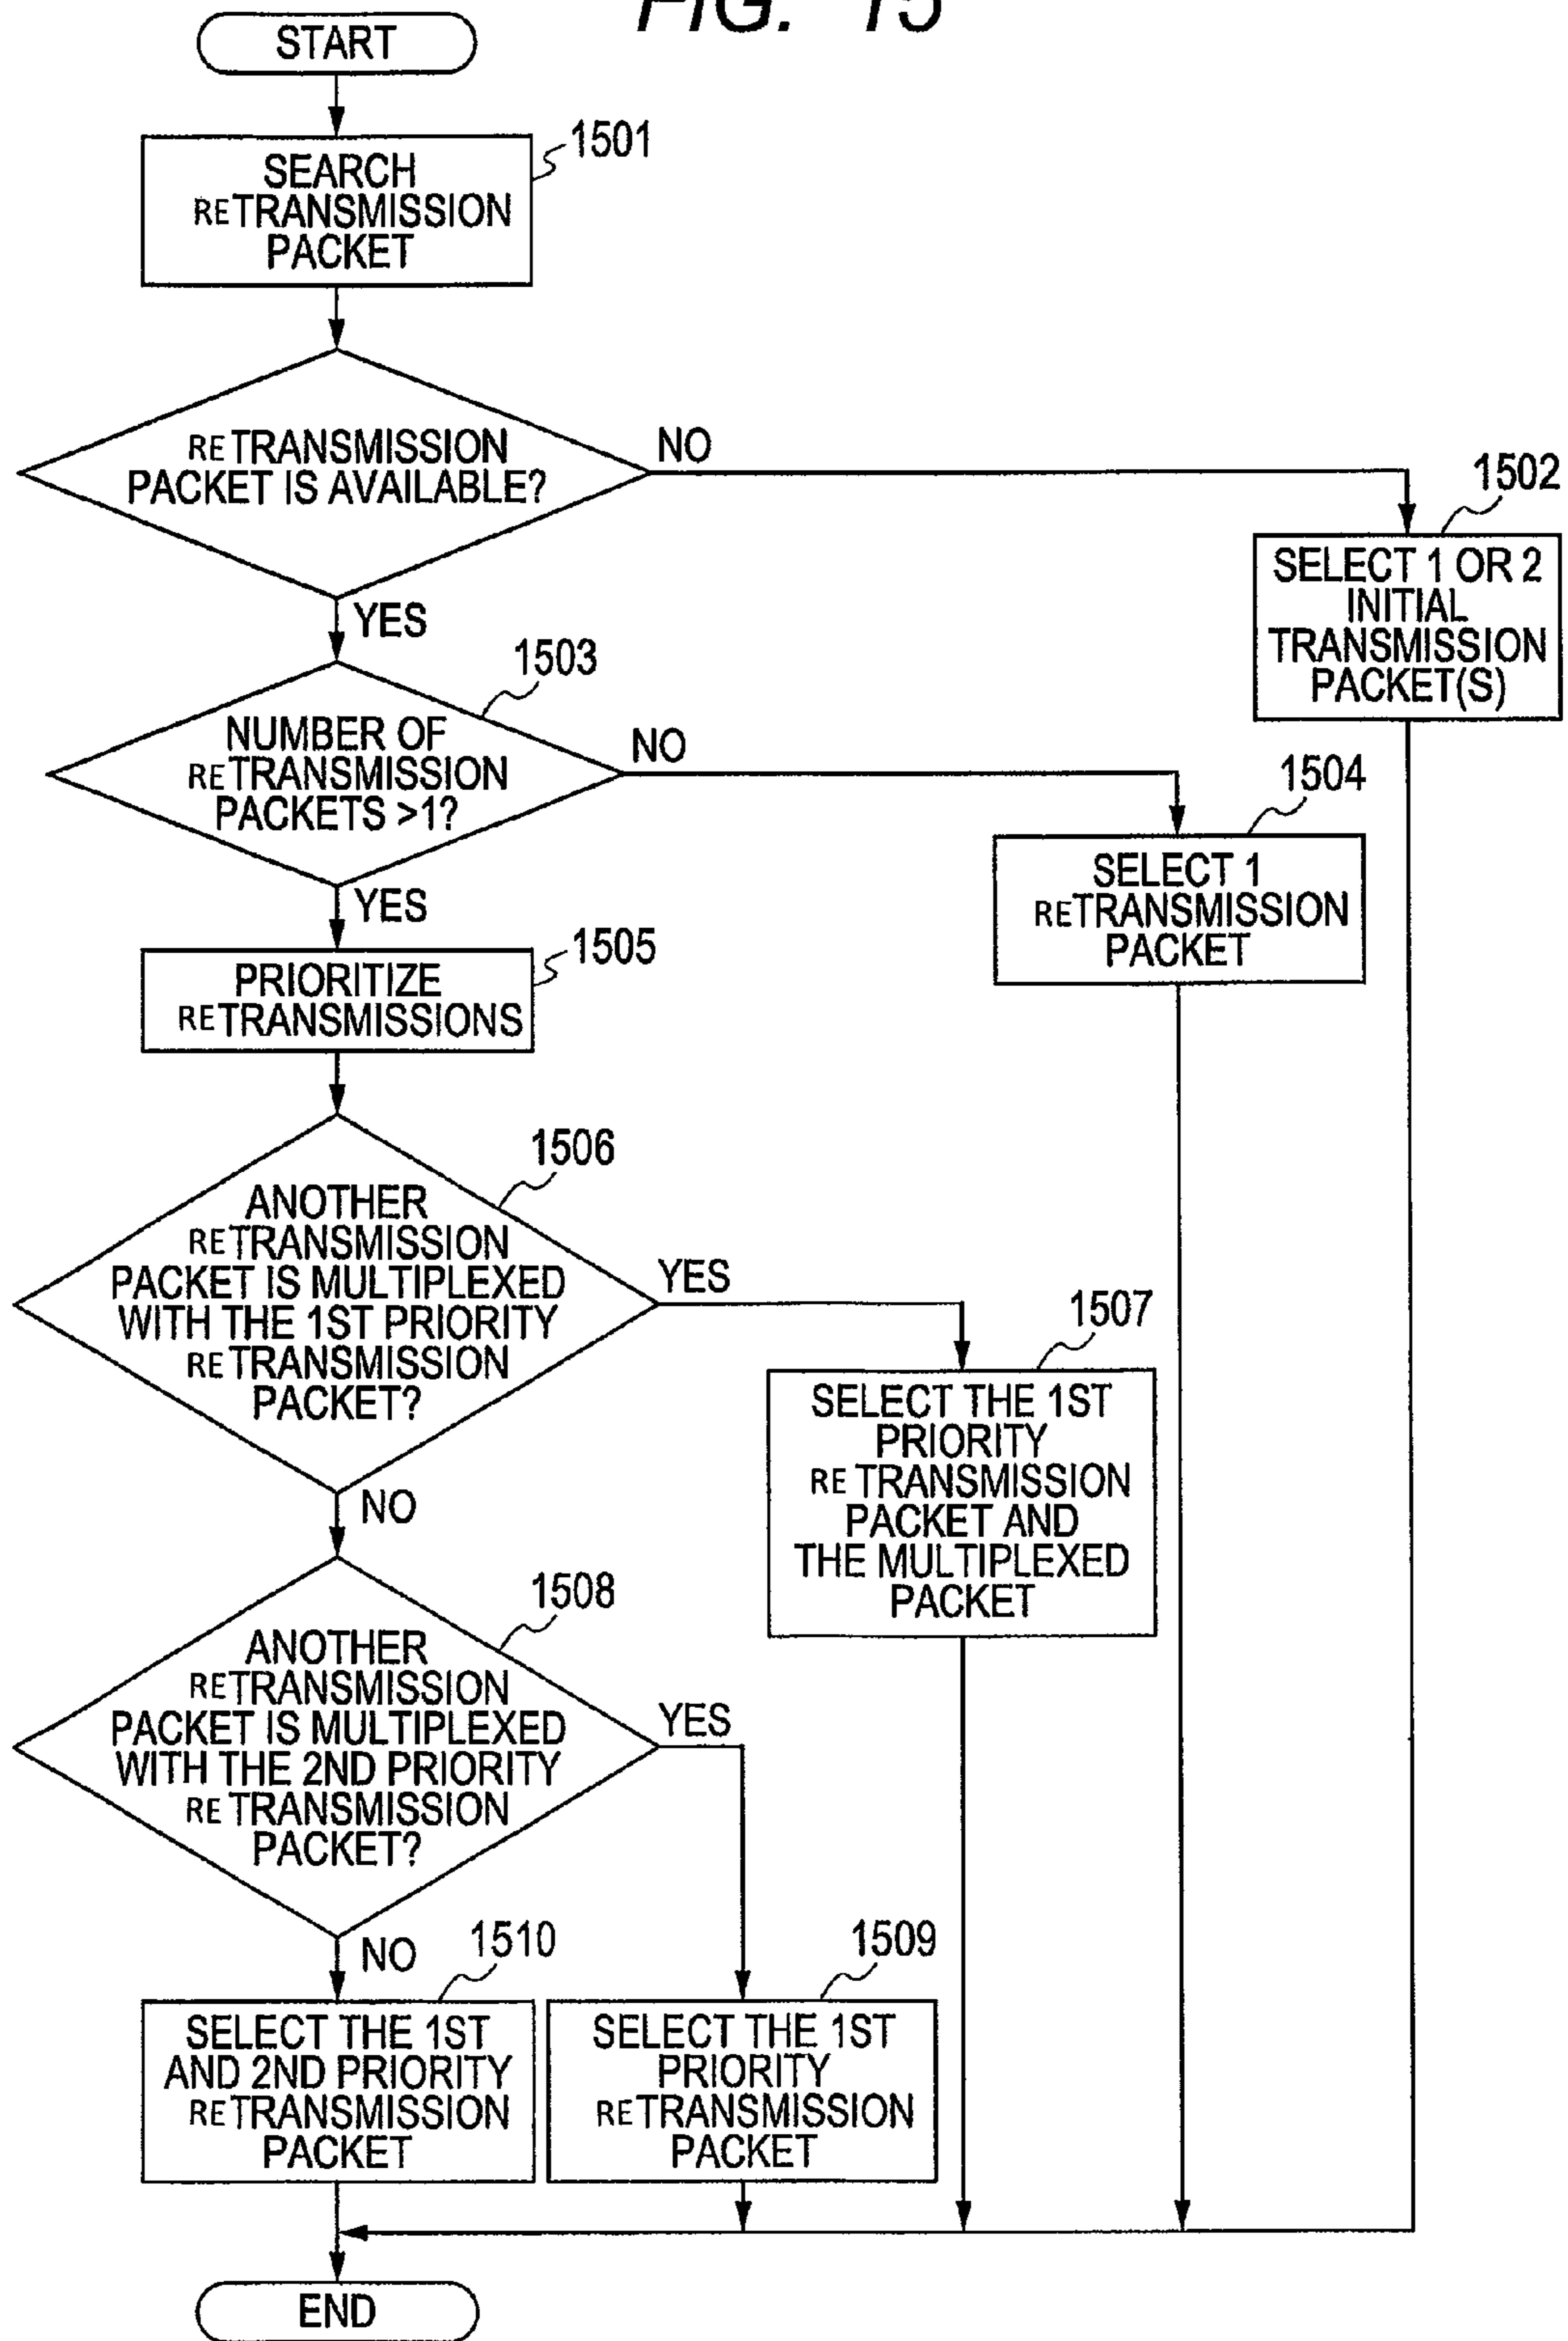 FIG. 15
START
1501
SEARCH
RETRANSMISSION
PACKET
RETRANSMISSION
PACKET IS AVAILABLE?
NO
YES
1502
SELECT 1 OR 2
INITIAL
TRANSMISSION
PACKET(S)
1503
NUMBER OF
RETRANSMISSION
PACKETS >1?
NO
YES
1504
SELECT 1
RETRANSMISSION
PACKET
1505
PRIORITIZE
RETRANSMISSIONS
1506
ANOTHER
RETRANSMISSION
PACKET IS MULTIPLEXED
WITH THE 1ST PRIORITY
RETRANSMISSION
PACKET?
YES
NO
1507
SELECT THE 1ST
PRIORITY
RETRANSMISSION
PACKET AND
THE MULTIPLEXED
PACKET
1508
ANOTHER
RETRANSMISSION
PACKET IS MULTIPLEXED
WITH THE 2ND PRIORITY
RETRANSMISSION
PACKET?
YES
NO
1510
SELECT THE 1ST
AND 2ND PRIORITY
RETRANSMISSION
PACKET
1509
SELECT THE 1ST
PRIORITY
RETRANSMISSION
PACKET
END